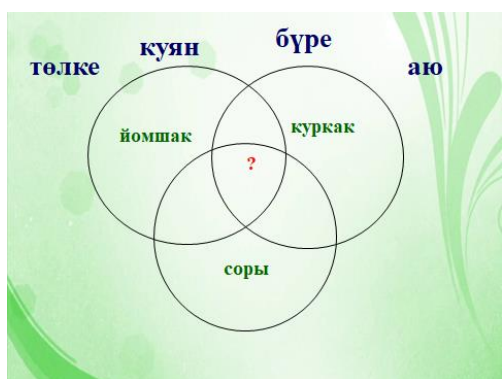 төлке
куян
бүре
аю
йомшак
куркак
?
соры